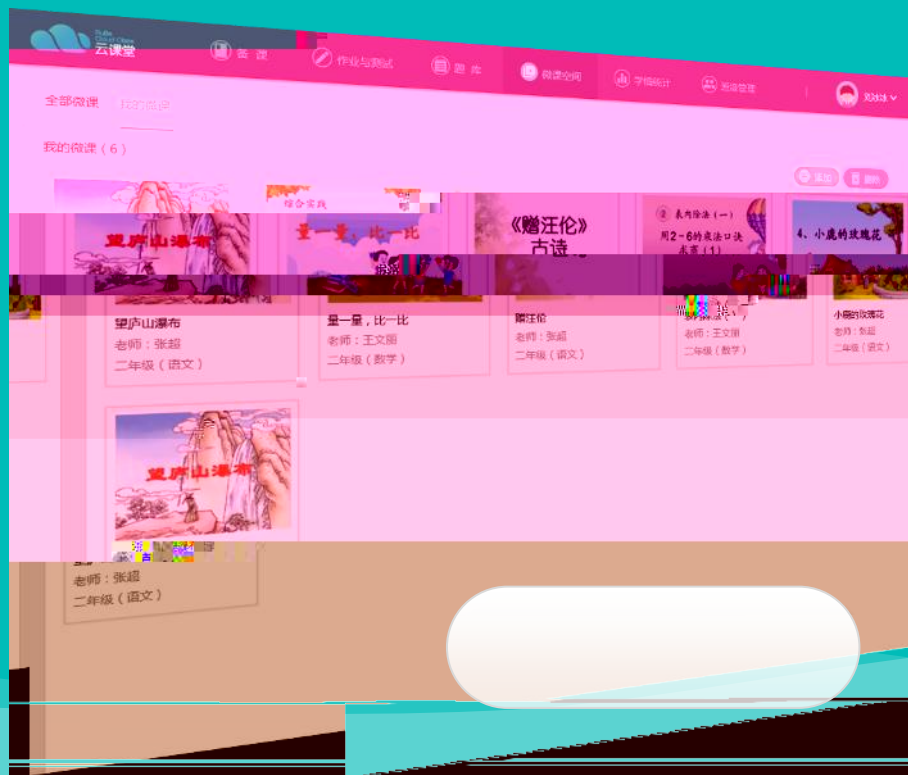 云课堂
备 课
作业与测试
题 库
微课空间
学情统计
班级管理
全部微课
我的微课
我的微课 ( 6 )
添加
删除
望庐山瀑布
综合实践
量一量，比一比
《赠汪伦》
古诗
② 表内除法（一）
用2-6的乘法口诀
求商（1）
4、小鹿的玫瑰花
望庐山瀑布
老师：张超
二年级（语文）
量一量，比一比
老师：王文丽
二年级（数学）
赠汪伦
老师：张超
二年级（语文）
老师：王文丽
二年级（数学）
小鹿的玫瑰花
老师：张超
二年级（语文）
望庐山瀑布
老师：张超
二年级（语文）